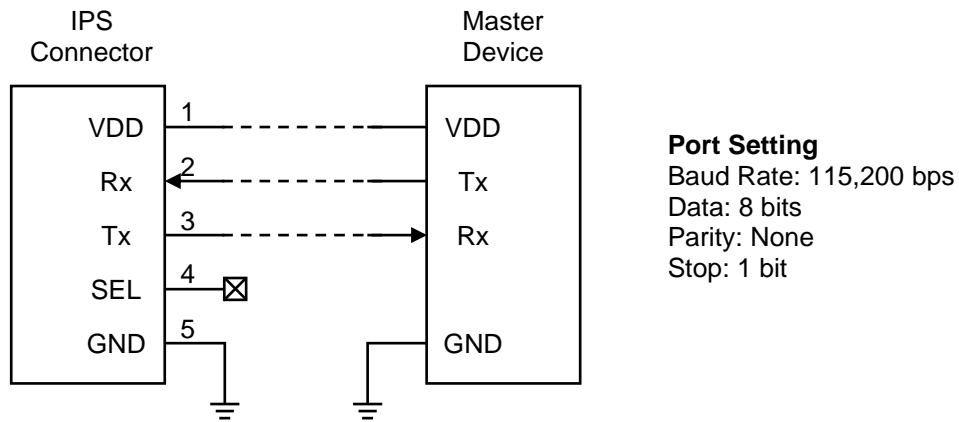 IPS
Connector
Master
Device
VDD
1
VDD
Rx
2
Tx
Tx
3
Rx
SEL
4
GND
5
GND
Port Setting
Baud Rate: 115,200 bps
Data: 8 bits
Parity: None
Stop: 1 bit